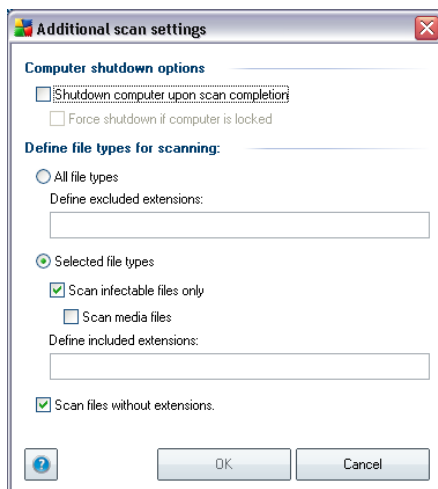 Additional scan settings
Computer shutdown options
Shutdown computer upon scan completion
Force shutdown if computer is locked
Define file types for scanning:
All file types
Define excluded extensions:
Selected file types
Scan infectable files only
Scan media files
Define included extensions:
Scan files without extensions.
?
OK
Cancel